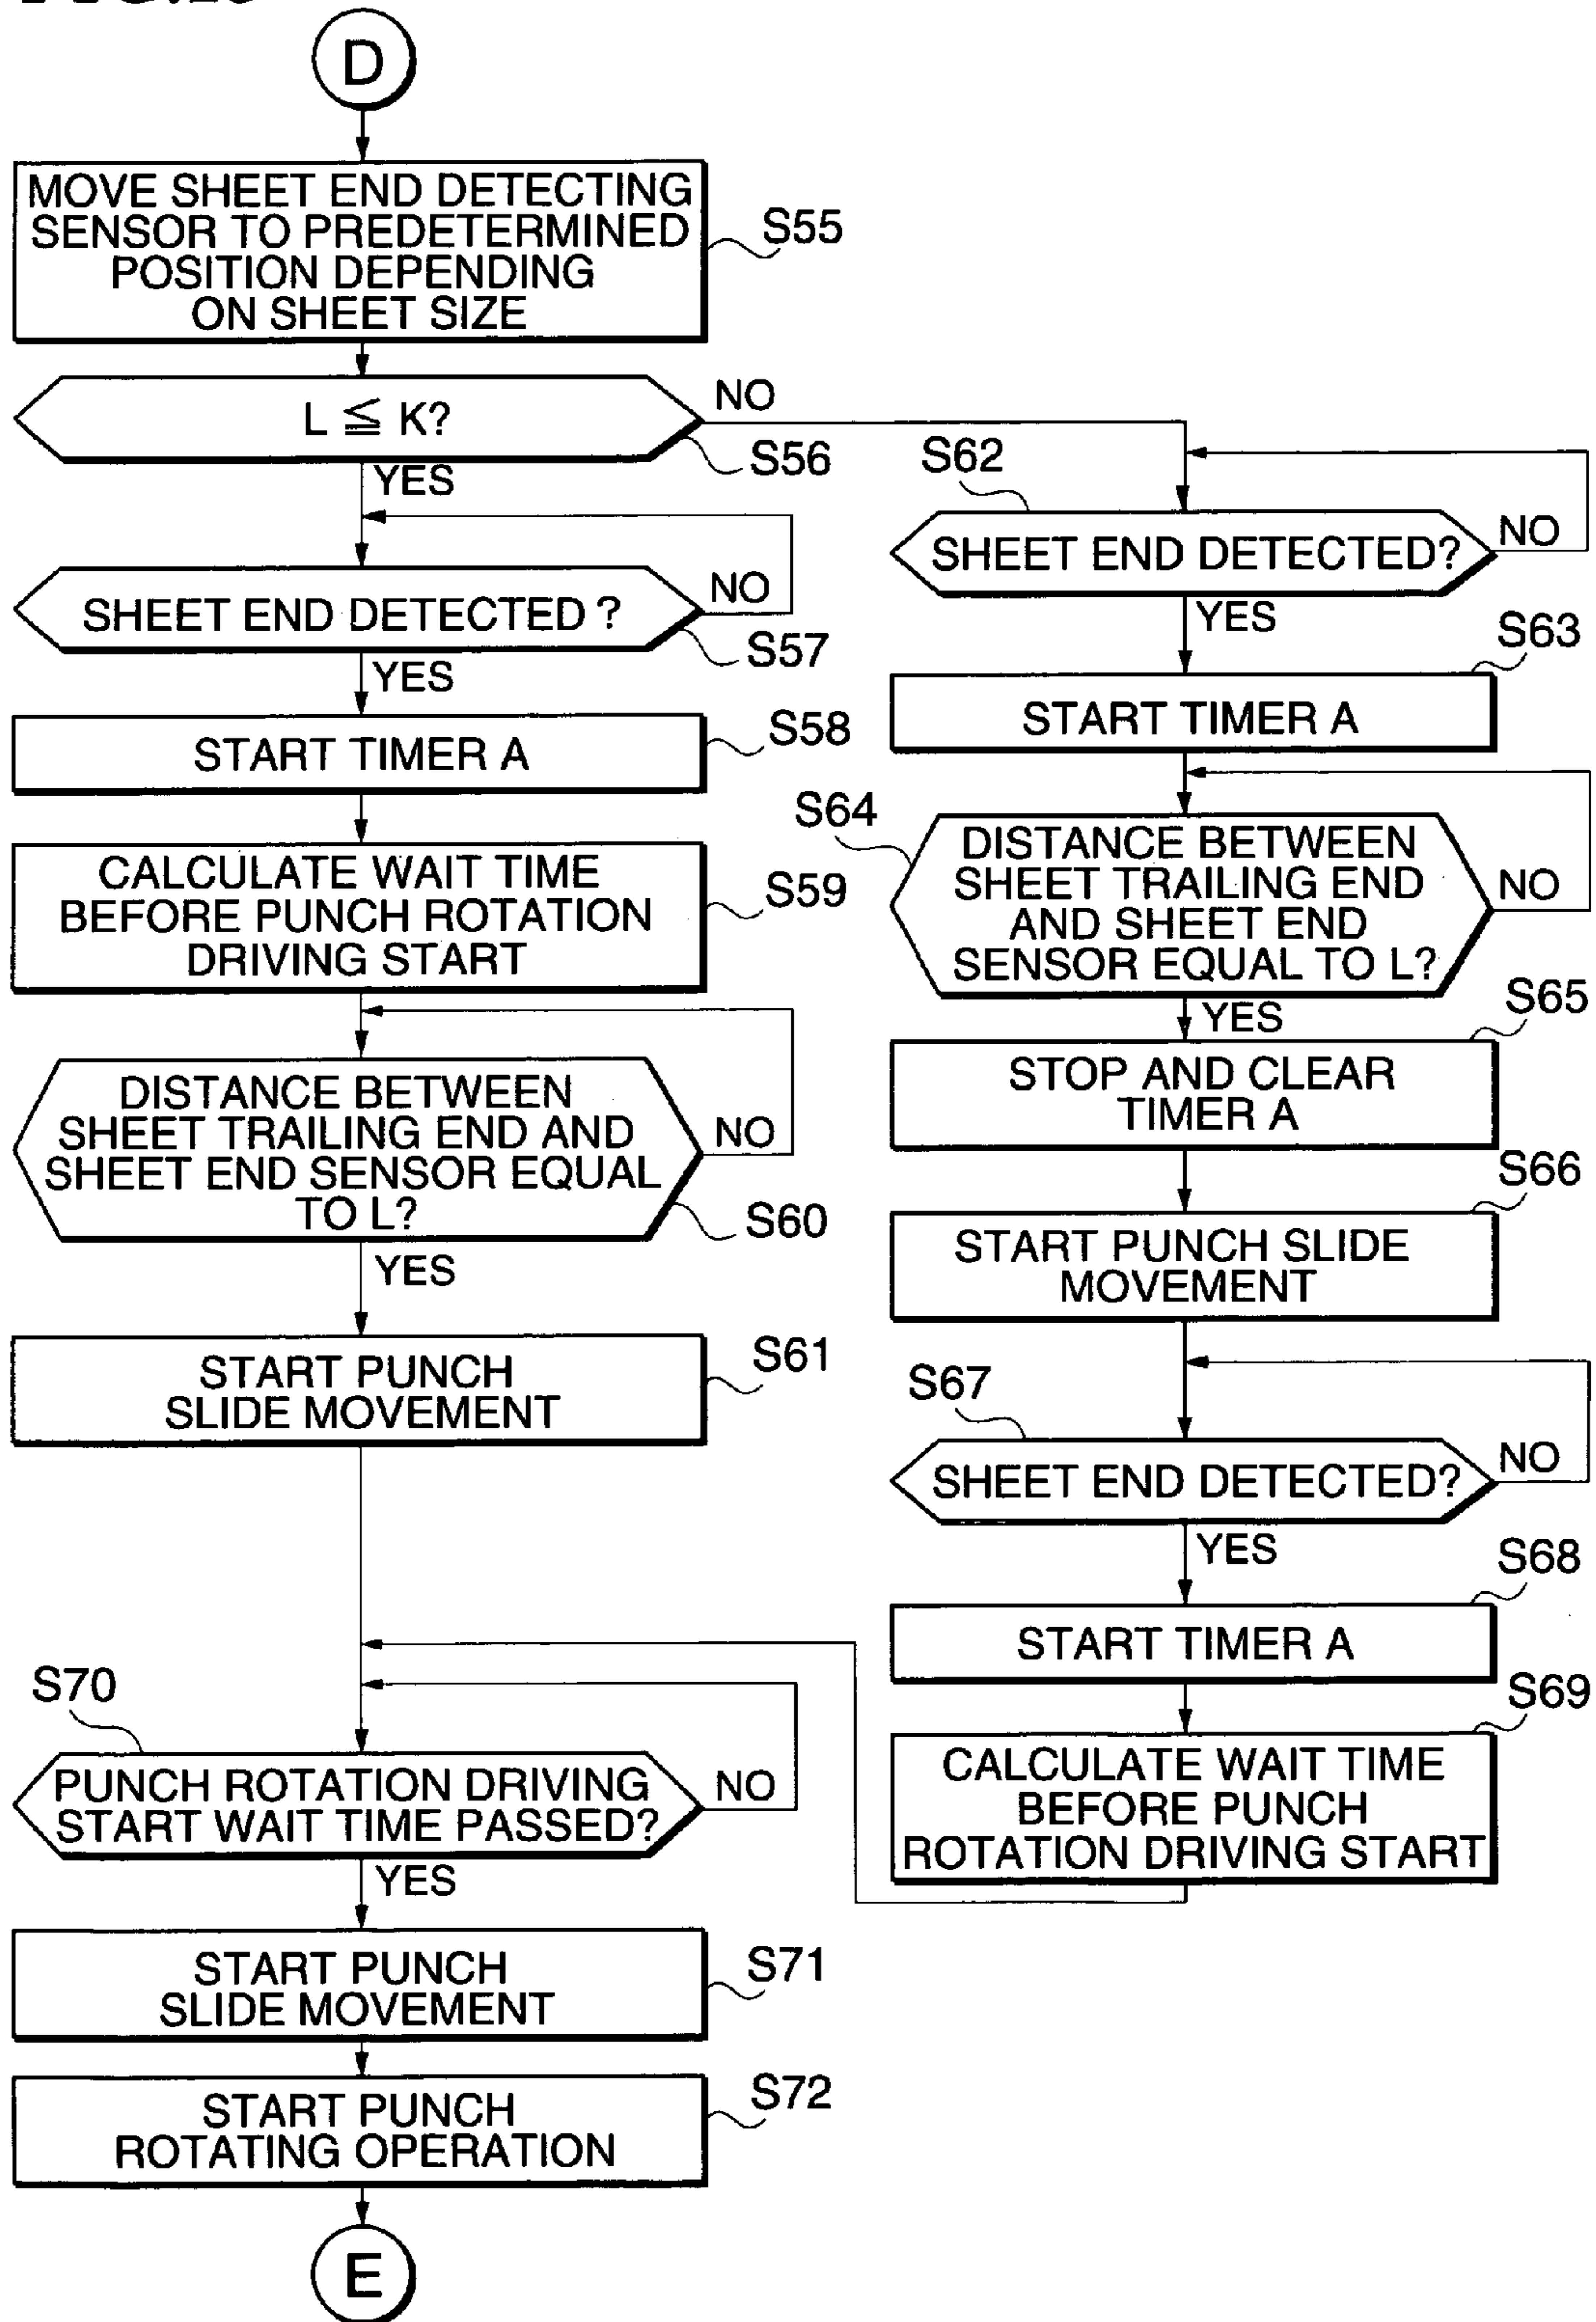 D
MOVE SHEET END DETECTING
SENSOR TO PREDETERMINED
POSITION DEPENDING
ON SHEET SIZE
S55
L ≦ K?
NO
S56
YES
SHEET END DETECTED ?
NO
S57
YES
START TIMER A
S58
CALCULATE WAIT TIME
BEFORE PUNCH ROTATION
DRIVING START
S59
DISTANCE BETWEEN
SHEET TRAILING END AND
SHEET END SENSOR EQUAL
TO L?
NO
S60
YES
START PUNCH
SLIDE MOVEMENT
S61
S62
SHEET END DETECTED?
NO
YES
S63
START TIMER A
S64
DISTANCE BETWEEN
SHEET TRAILING END
AND SHEET END
SENSOR EQUAL TO L?
NO
YES
S65
STOP AND CLEAR
TIMER A
S66
START PUNCH SLIDE
MOVEMENT
S67
SHEET END DETECTED?
NO
YES
S68
START TIMER A
S69
CALCULATE WAIT TIME
BEFORE PUNCH
ROTATION DRIVING START
S70
PUNCH ROTATION DRIVING
START WAIT TIME PASSED?
NO
YES
START PUNCH
SLIDE MOVEMENT
S71
START PUNCH
ROTATING OPERATION
S72
E